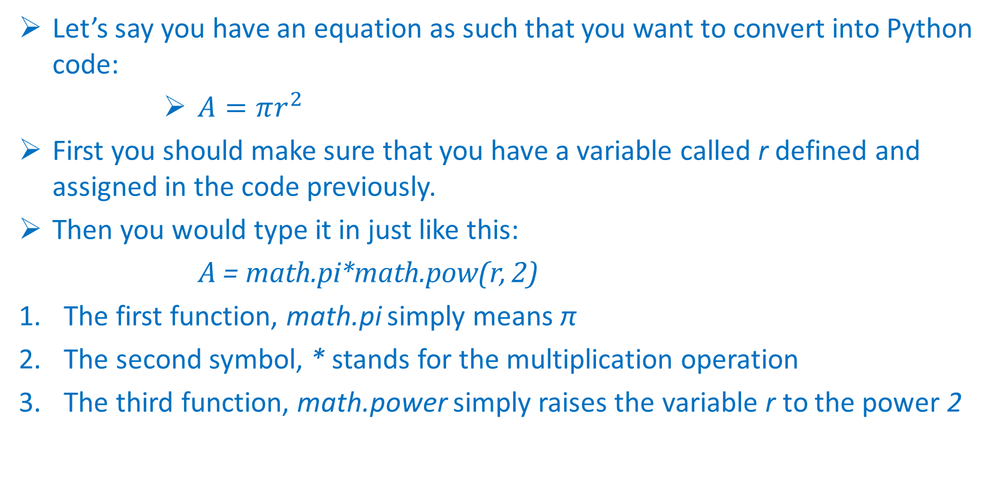 ➢ Let’s say you have an equation as such that you want to convert into Python
code:
➢ A = πr²
➢ First you should make sure that you have a variable called r defined and
assigned in the code previously.
➢ Then you would type it in just like this:
A = math.pi*math.pow(r, 2)
1. The first function, math.pi simply means π
2. The second symbol, * stands for the multiplication operation
3. The third function, math.power simply raises the variable r to the power 2